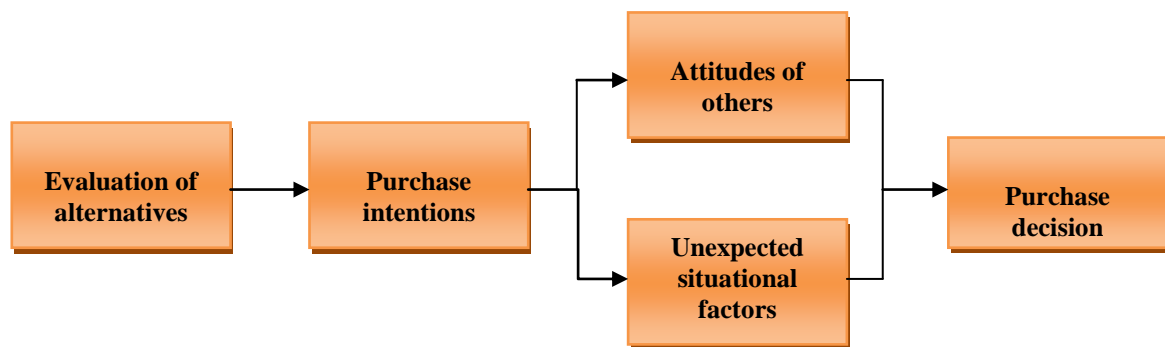 Evaluation of
alternatives
Purchase
intentions
Attitudes of
others
Unexpected
situational
factors
Purchase
decision